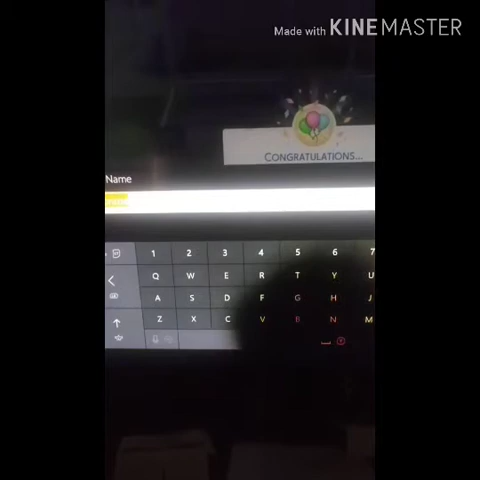 Made with KINEMASTER
CONGRATULATIONS...
Name
1 2 3 4 5 6 7
Q W E R T Y U
A S D F G H J
Z X C V B N M